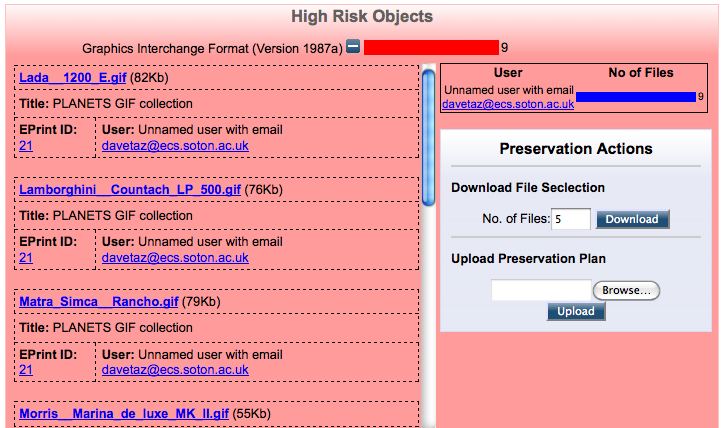 High Risk Objects
Graphics Interchange Format (Version 1987a) 9
Lada__1200_E.gif (82Kb)
Title: PLANETS GIF collection
EPrint ID:
21
User: Unnamed user with email
davetaz@ecs.soton.ac.uk
Lamborghini__Countach_LP_500.gif (76Kb)
Title: PLANETS GIF collection
EPrint ID:
21
User: Unnamed user with email
davetaz@ecs.soton.ac.uk
Matra_Simca__Rancho.gif (79Kb)
Title: PLANETS GIF collection
EPrint ID:
21
User: Unnamed user with email
davetaz@ecs.soton.ac.uk
Morris__Marina_de_luxe_MK_II.gif (55Kb)
User No of Files
Unnamed user with email
davetaz@ecs.soton.ac.uk 9
Preservation Actions
Download File Seclection
No. of Files: 5 Download
Upload Preservation Plan
Browse...
Upload